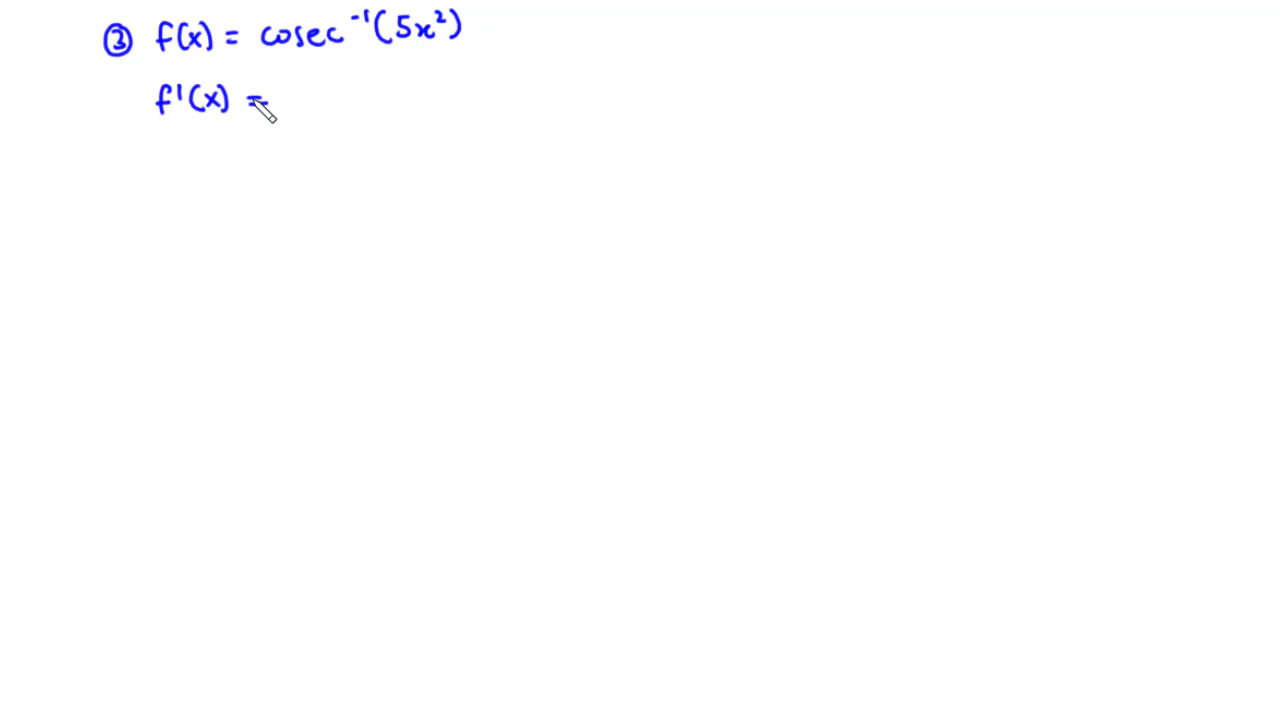 ③ f(x) = cosec⁻¹(5x²)
f'(x) =